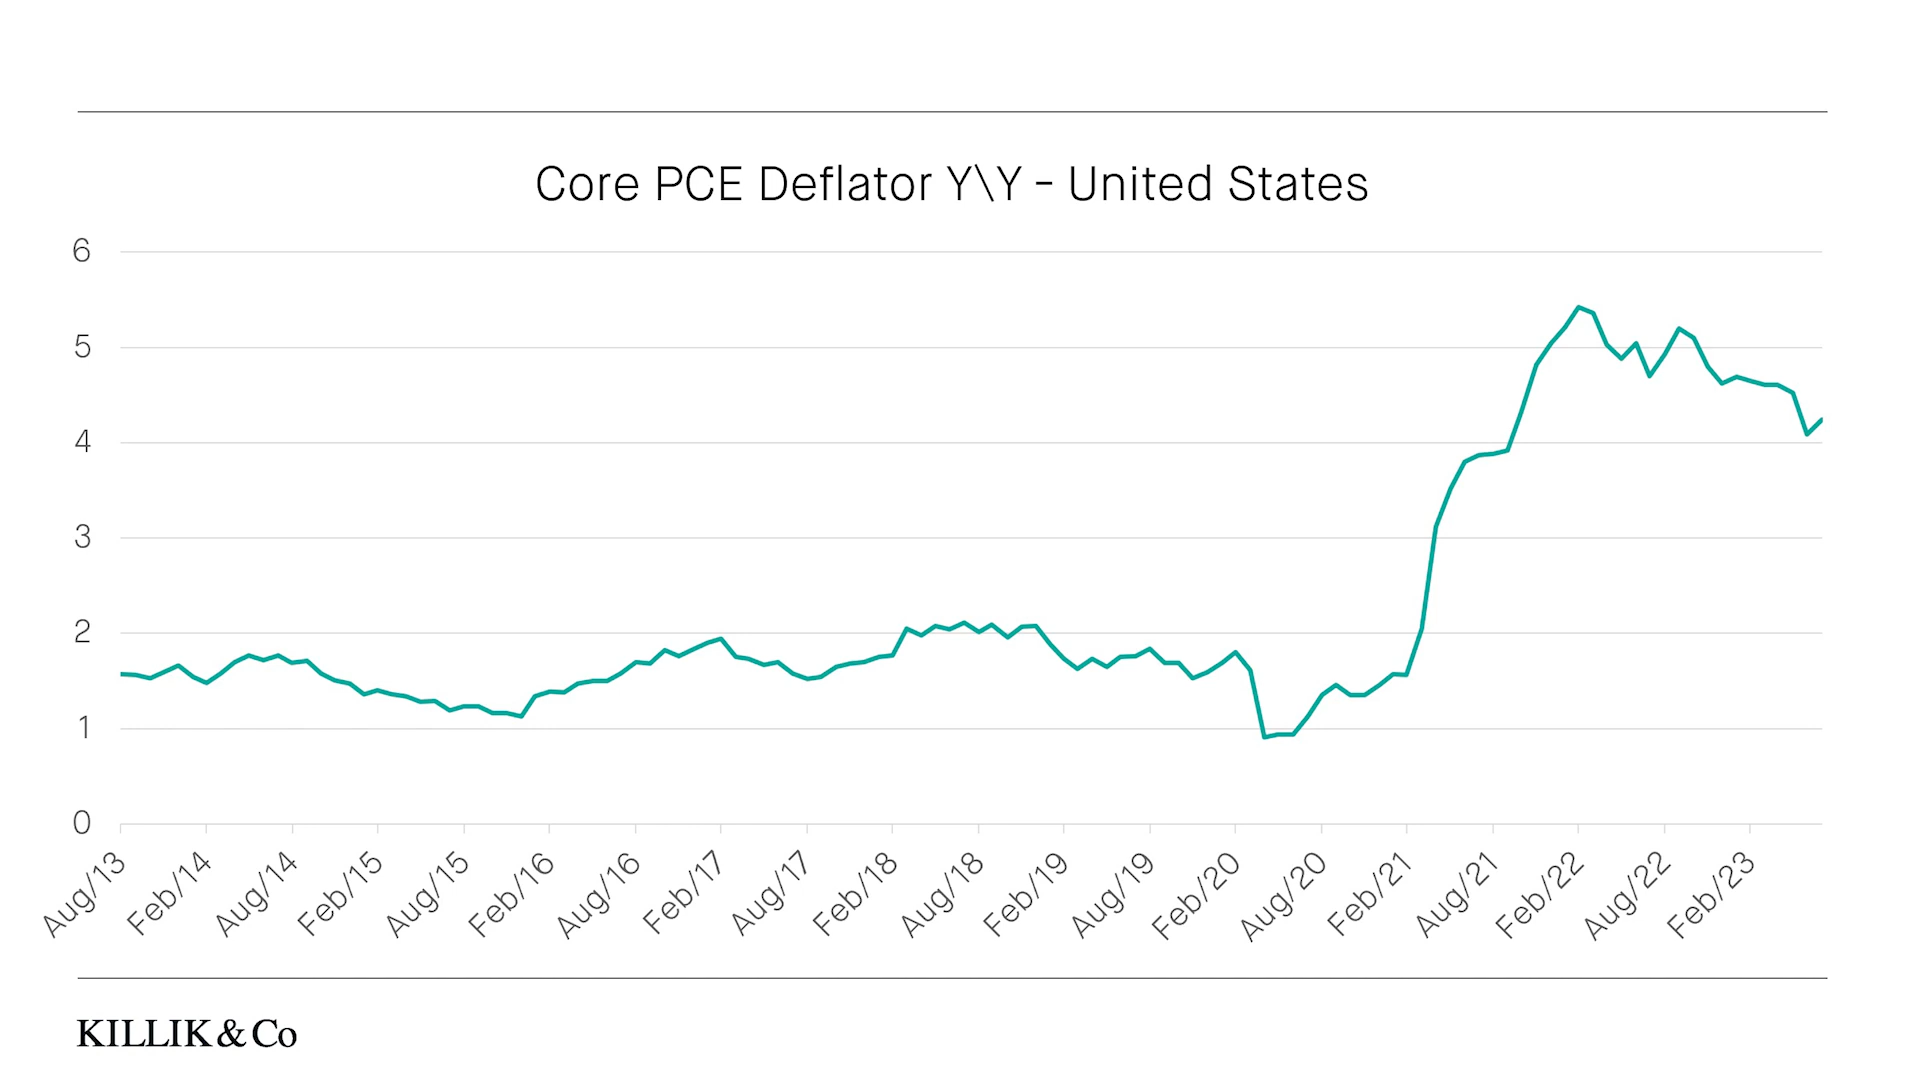 Core PCE Deflator Y\Y - United States
6
5
4
3
2
1
0
Aug/13
Feb/14
Aug/14
Feb/15
Aug/15
Feb/16
Aug/16
Feb/17
Aug/17
Feb/18
Aug/18
Feb/19
Aug/19
Feb/20
Aug/20
Feb/21
Aug/21
Feb/22
Aug/22
Feb/23
KILLIK & Co